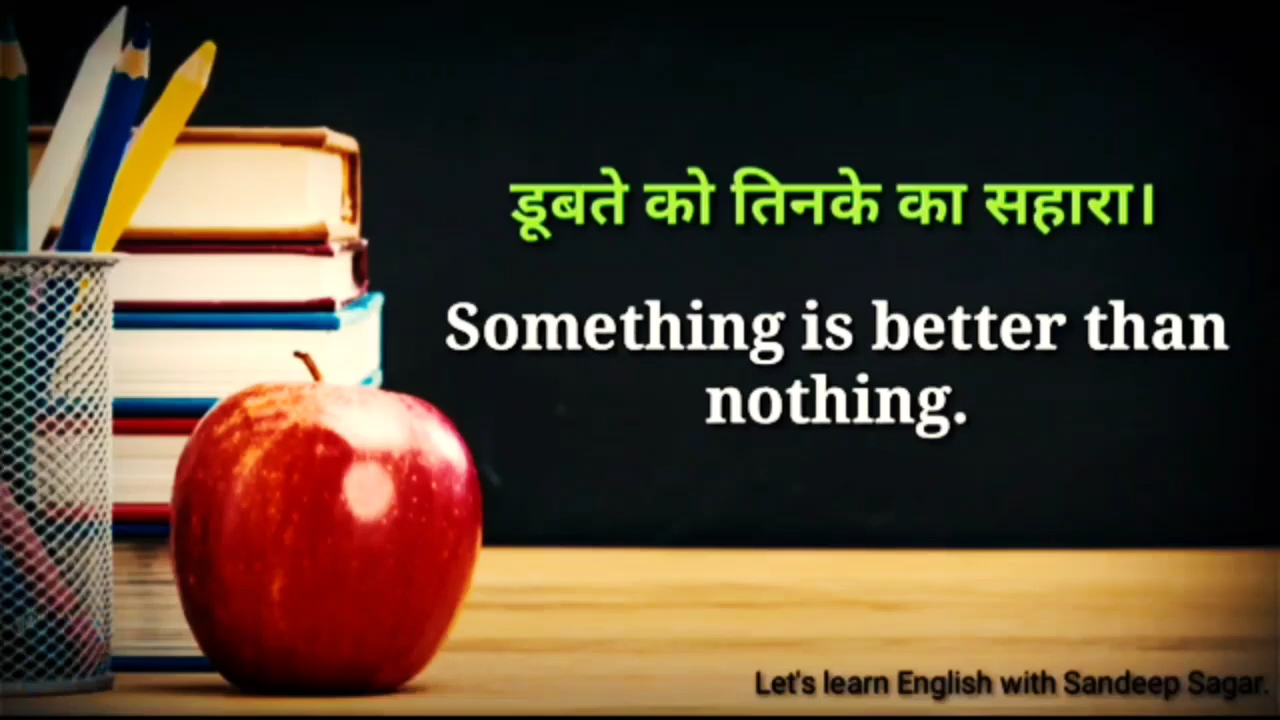 डूबते को तिनके का सहारा।
Something is better than
nothing.
Let's learn English with Sandeep Sagar.